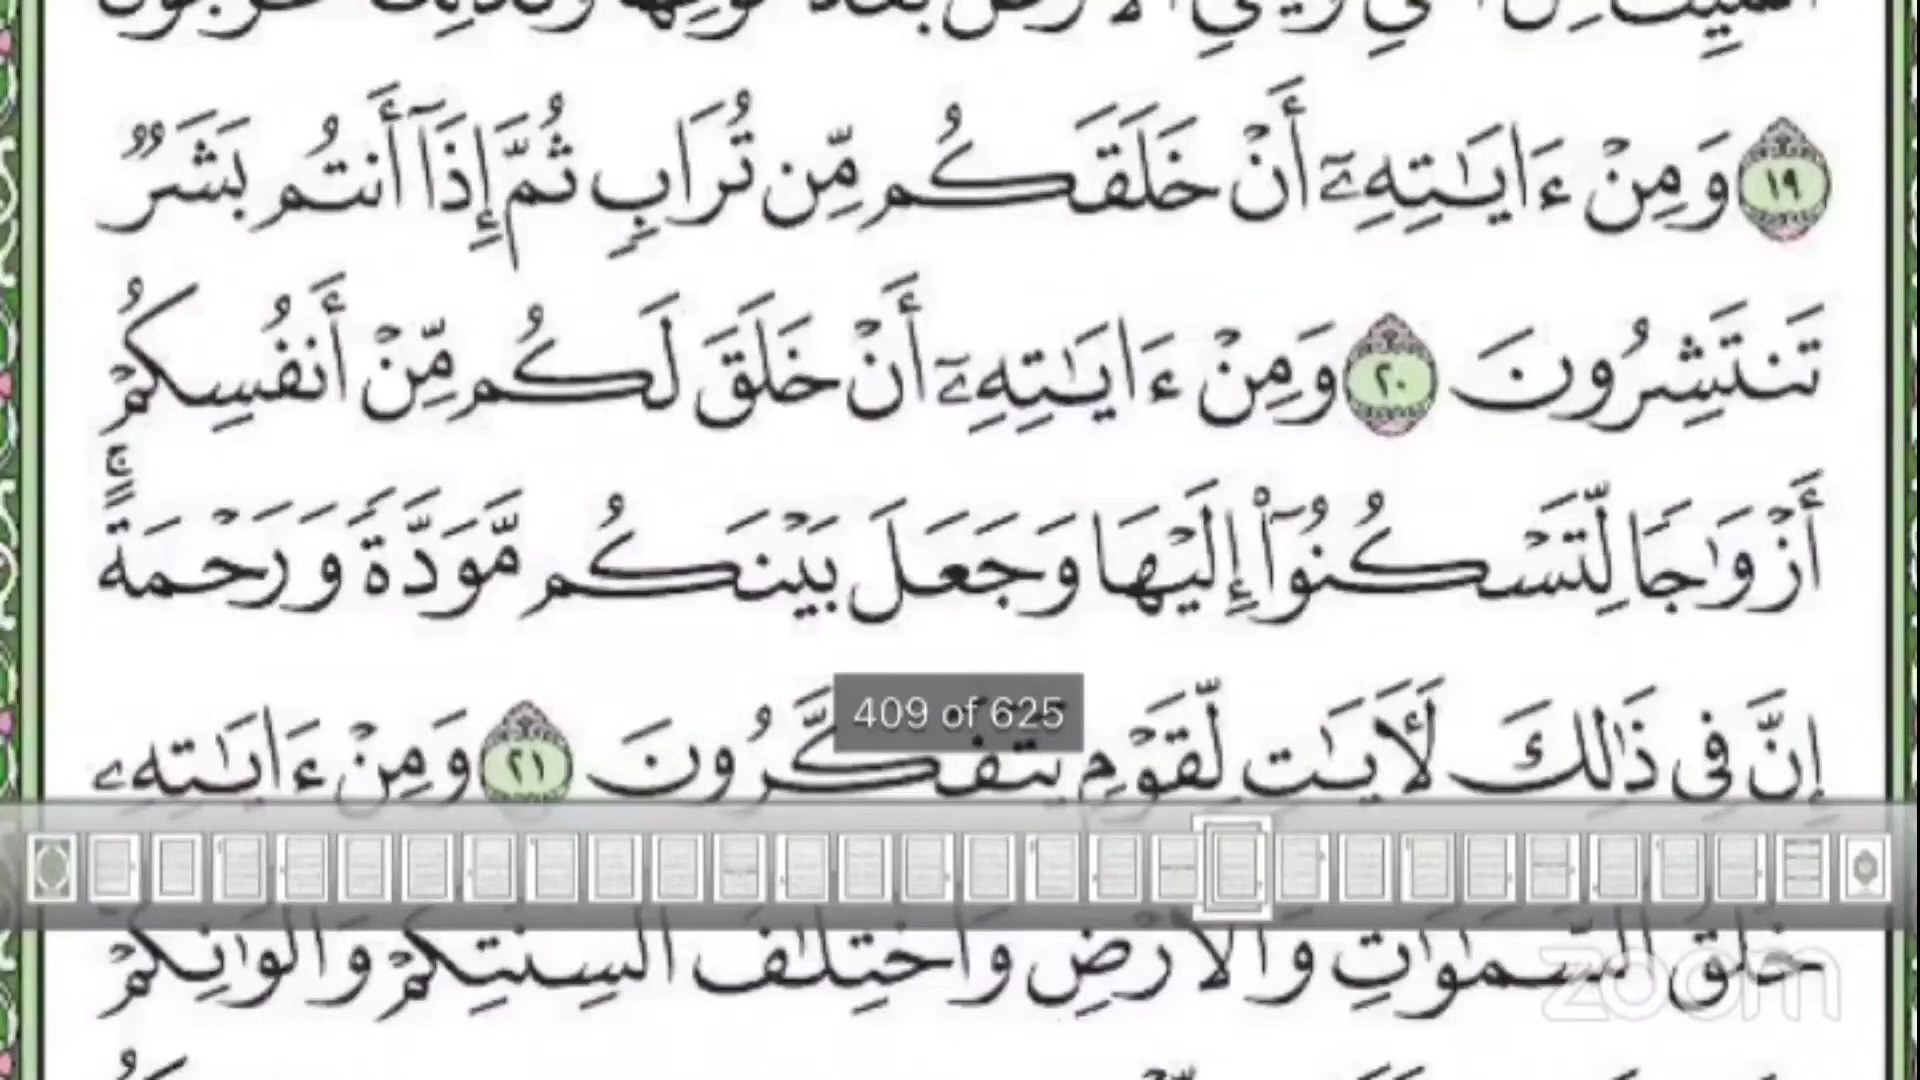 ١٩ وَمِنْ ءَايَـٰتِهِۦٓ أَنْ خَلَقَكُم مِّن تُرَابٍ ثُمَّ إِذَآ أَنتُم بَشَرٌ
تَنتَشِرُونَ ٢٠ وَمِنْ ءَايَـٰتِهِۦٓ أَنْ خَلَقَ لَكُم مِّنْ أَنفُسِكُمْ
أَزْوَٰجًا لِّتَسْكُنُوٓا۟ إِلَيْهَا وَجَعَلَ بَيْنَكُم مَّوَدَّةً وَرَحْمَةً ۚ
409 of 625
إِنَّ فِى ذَٰلِكَ لَـَٔايَـٰتٍ لِّقَوْمٍ يَتَفَكَّرُونَ ٢١ وَمِنْ ءَايَـٰتِهِۦ
خَلْقُ ٱلسَّمَـٰوَٰتِ وَٱلْأَرْضِ وَٱخْتِلَـٰفُ أَلْسِنَتِكُمْ وَأَلْوَٰنِكُمْ
zoom